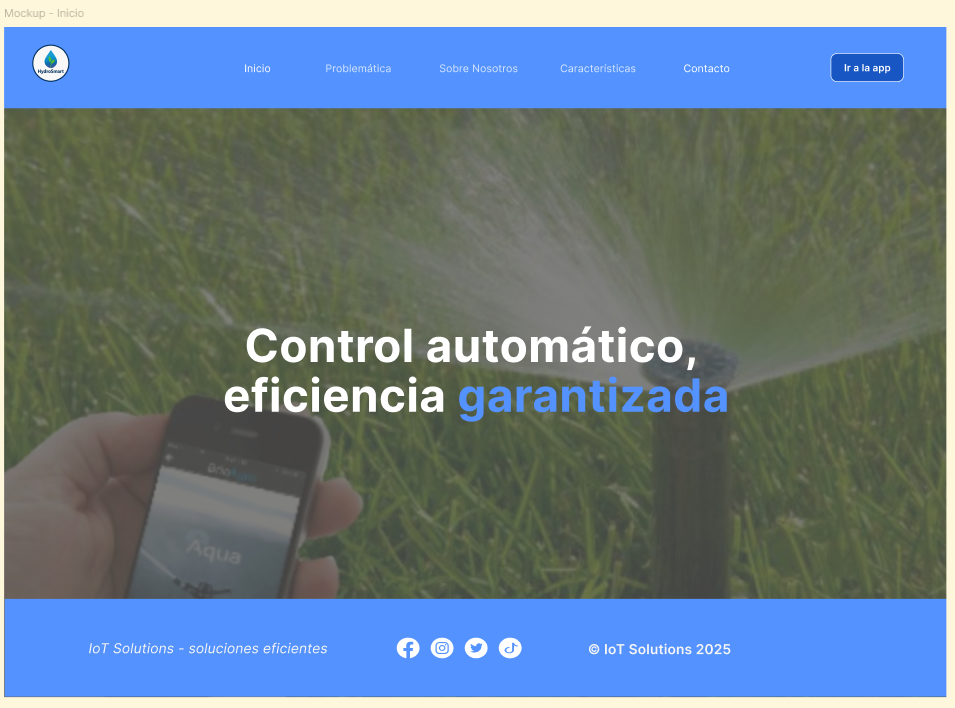 Mockup - Inicio
HydroSmart
Inicio
Problemática
Sobre Nosotros
Características
Contacto
Ir a la app
Control automático,
eficiencia garantizada
Aqua
IoT Solutions - soluciones eficientes
© IoT Solutions 2025